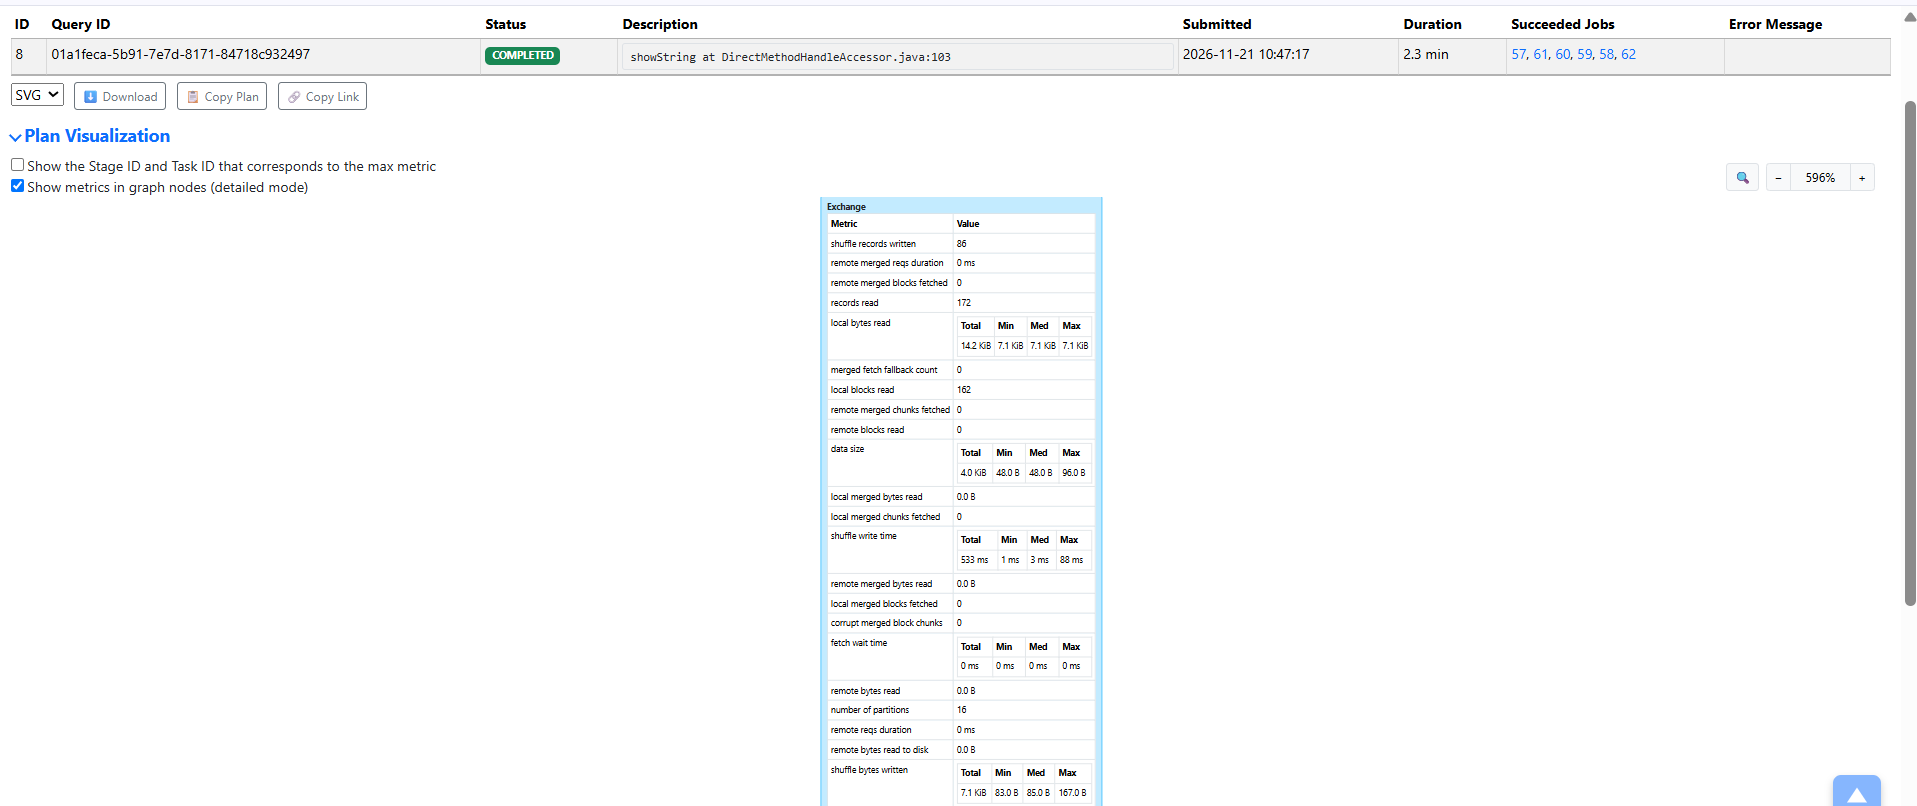 ID Query ID Status Description Submitted Duration Succeeded Jobs Error Message
8 01a1feca-5b91-7e7d-8171-84718c932497 COMPLETED showString at DirectMethodHandleAccessor.java:103 2026-11-21 10:47:17 2.3 min 57, 61, 60, 59, 58, 62
SVG Download Copy Plan Copy Link
Plan Visualization
Show the Stage ID and Task ID that corresponds to the max metric
Show metrics in graph nodes (detailed mode)
− 596% +
Exchange
Metric Value
shuffle records written 86
remote merged reqs duration 0 ms
remote merged blocks fetched 0
records read 172
local bytes read
Total Min Med Max
14.2 KiB 7.1 KiB 7.1 KiB 7.1 KiB
merged fetch fallback count 0
local blocks read 162
remote merged chunks fetched 0
remote blocks read 0
data size
Total Min Med Max
4.0 KiB 48.0 B 48.0 B 96.0 B
local merged bytes read 0.0 B
local merged chunks fetched 0
shuffle write time
Total Min Med Max
533 ms 1 ms 3 ms 88 ms
remote merged bytes read 0.0 B
local merged blocks fetched 0
corrupt merged block chunks 0
fetch wait time
Total Min Med Max
0 ms 0 ms 0 ms 0 ms
remote bytes read 0.0 B
number of partitions 16
remote reqs duration 0 ms
remote bytes read to disk 0.0 B
shuffle bytes written
Total Min Med Max
7.1 KiB 83.0 B 85.0 B 167.0 B